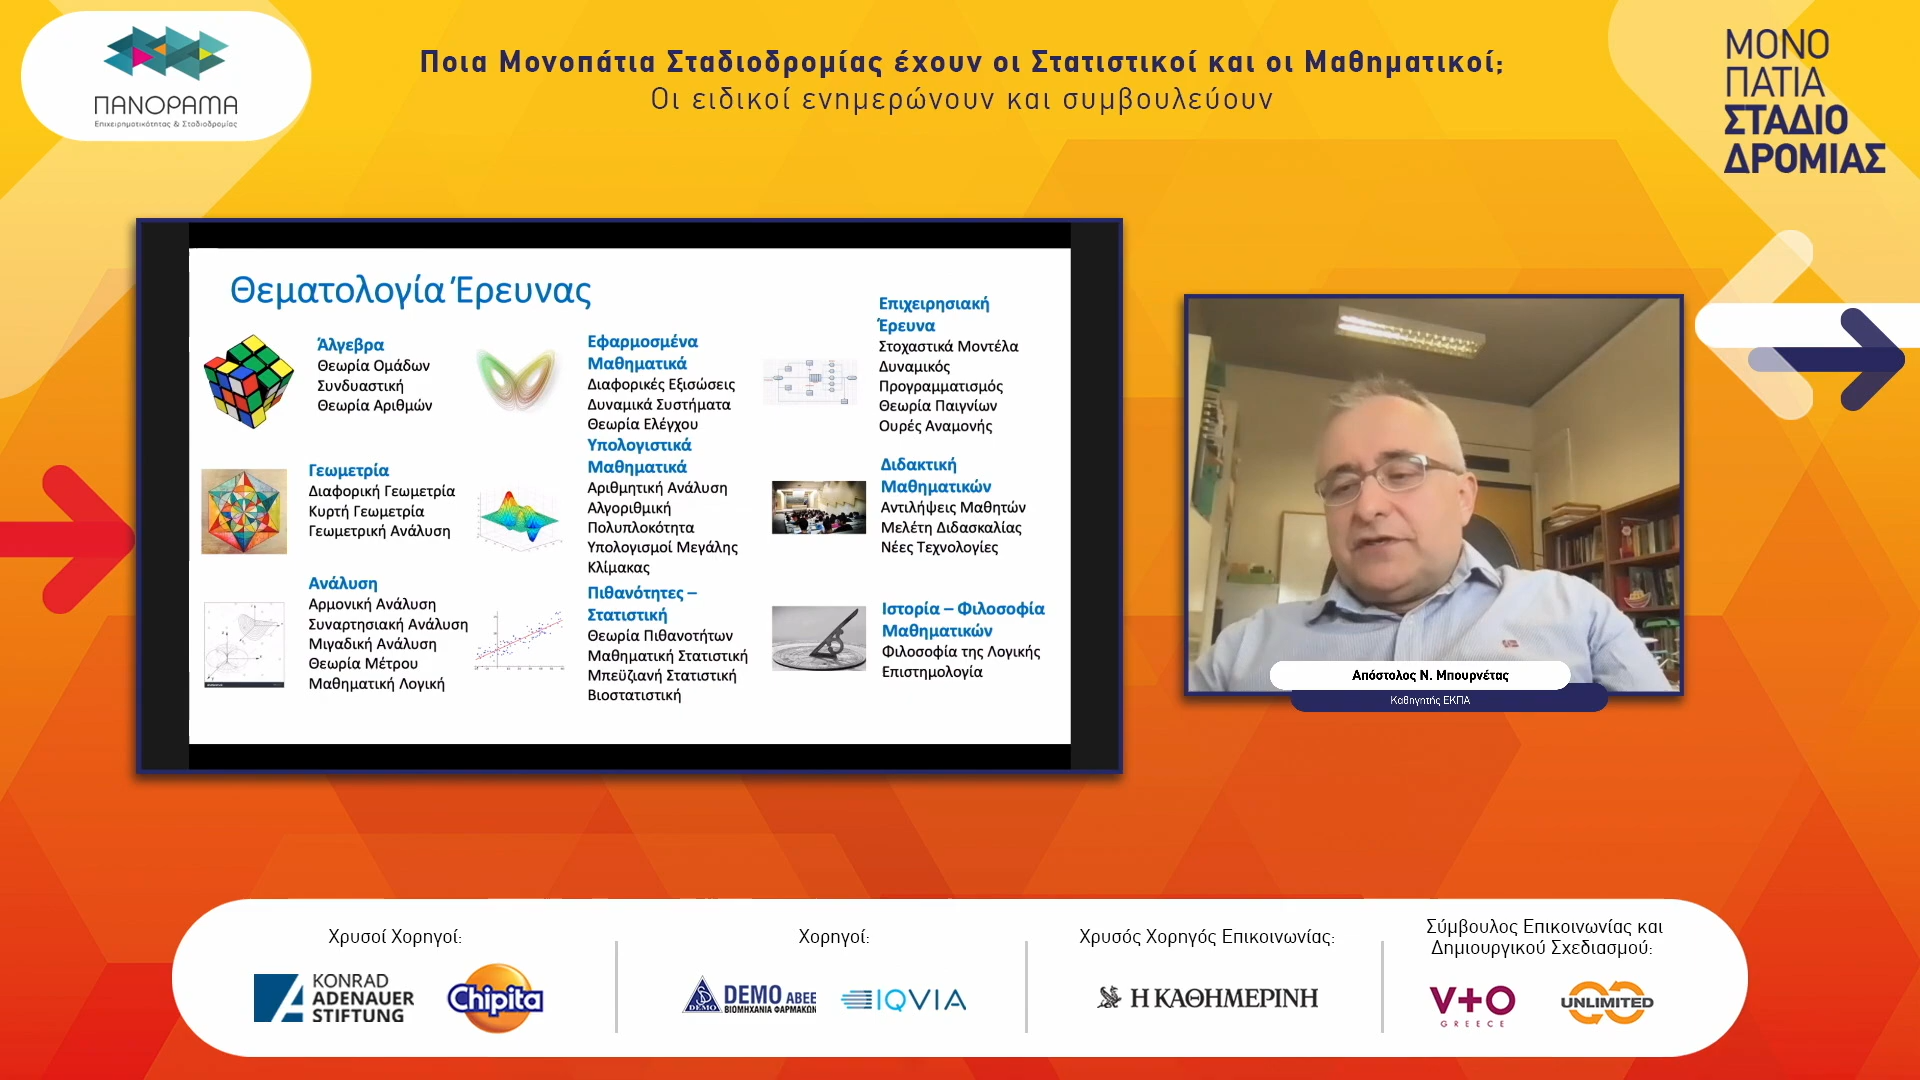 ΠΑΝΟΡΑΜΑ
Επιχειρηματικότητας & Σταδιοδρομίας
Ποια Μονοπάτια Σταδιοδρομίας έχουν οι Στατιστικοί και οι Μαθηματικοί;
Οι ειδικοί ενημερώνουν και συμβουλεύουν
ΜΟΝΟ
ΠΑΤΙΑ
ΣΤΑΔΙΟ
ΔΡΟΜΙΑΣ
Θεματολογία Έρευνας
Άλγεβρα
Θεωρία Ομάδων
Συνδυαστική
Θεωρία Αριθμών
Γεωμετρία
Διαφορική Γεωμετρία
Κυρτή Γεωμετρία
Γεωμετρική Ανάλυση
Ανάλυση
Αρμονική Ανάλυση
Συναρτησιακή Ανάλυση
Μιγαδική Ανάλυση
Θεωρία Μέτρου
Μαθηματική Λογική
Εφαρμοσμένα
Μαθηματικά
Διαφορικές Εξισώσεις
Δυναμικά Συστήματα
Θεωρία Ελέγχου
Υπολογιστικά
Μαθηματικά
Αριθμητική Ανάλυση
Αλγοριθμική
Πολυπλοκότητα
Υπολογισμοί Μεγάλης
Κλίμακας
Πιθανότητες –
Στατιστική
Θεωρία Πιθανοτήτων
Μαθηματική Στατιστική
Μπεϋζιανή Στατιστική
Βιοστατιστική
Επιχειρησιακή
Έρευνα
Στοχαστικά Μοντέλα
Δυναμικός
Προγραμματισμός
Θεωρία Παιγνίων
Ουρές Αναμονής
Διδακτική
Μαθηματικών
Αντιλήψεις Μαθητών
Μελέτη Διδασκαλίας
Νέες Τεχνολογίες
Ιστορία – Φιλοσοφία
Μαθηματικών
Φιλοσοφία της Λογικής
Επιστημολογία
Απόστολος Ν. Μπουρνέτας
Καθηγητής ΕΚΠΑ
Χρυσοί Χορηγοί:
KONRAD
ADENAUER
STIFTUNG
Chipita
Χορηγοί:
DEMO
DEMO ABEE
ΒΙΟΜΗΧΑΝΙΑ ΦΑΡΜΑΚΩΝ
IQVIA
Χρυσός Χορηγός Επικοινωνίας:
Η ΚΑΘΗΜΕΡΙΝΗ
Σύμβουλος Επικοινωνίας και
Δημιουργικού Σχεδιασμού:
V+O
GREECE
UNLIMITED